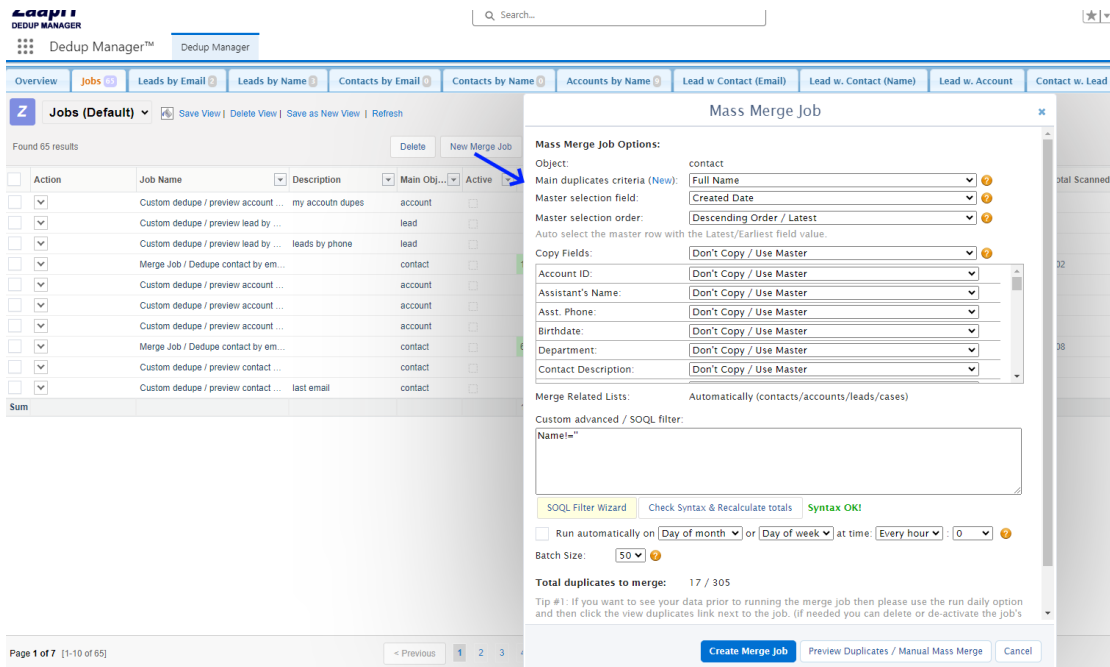 Zaapit
DEDUP MANAGER
Search...
Dedup Manager™
Dedup Manager
Overview
Jobs 63
Leads by Email 2
Leads by Name 3
Contacts by Email 0
Contacts by Name 0
Accounts by Name 0
Lead w Contact (Email)
Lead w. Contact (Name)
Lead w. Account
Contact w. Lead
Z
Jobs (Default)
Save View | Delete View | Save as New View | Refresh
Found 65 results
Delete
New Merge Job
Action Job Name Description Main Obj... Active
otal Scanned
Custom dedupe / preview account ... my accoutn dupes account
Custom dedupe / preview lead by ... lead
Custom dedupe / preview lead by ... leads by phone lead
Merge Job / Dedupe contact by em... contact 02
Custom dedupe / preview account ... account
Custom dedupe / preview account ... account
Custom dedupe / preview account ... account
Merge Job / Dedupe contact by em... contact 08
Custom dedupe / preview contact ... contact
Custom dedupe / preview contact ... last email contact
Sum
Page 1 of 7 [1-10 of 65]
< Previous 1 2 3
Mass Merge Job
Mass Merge Job Options:
Object: contact
Main duplicates criteria (New): Full Name
Master selection field: Created Date
Master selection order: Descending Order / Latest
Auto select the master row with the Latest/Earliest field value.
Copy Fields: Don't Copy / Use Master
Account ID: Don't Copy / Use Master
Assistant's Name: Don't Copy / Use Master
Asst. Phone: Don't Copy / Use Master
Birthdate: Don't Copy / Use Master
Department: Don't Copy / Use Master
Contact Description: Don't Copy / Use Master
Merge Related Lists: Automatically (contacts/accounts/leads/cases)
Custom advanced / SOQL filter:
Name!=''
SOQL Filter Wizard
Check Syntax & Recalculate totals
Syntax OK!
Run automatically on Day of month or Day of week at time: Every hour : 0
Batch Size: 50
Total duplicates to merge: 17 / 305
Tip #1: If you want to see your data prior to running the merge job then please use the run daily option
and then click the view duplicates link next to the job. (if needed you can delete or de-activate the job's
Create Merge Job
Preview Duplicates / Manual Mass Merge
Cancel